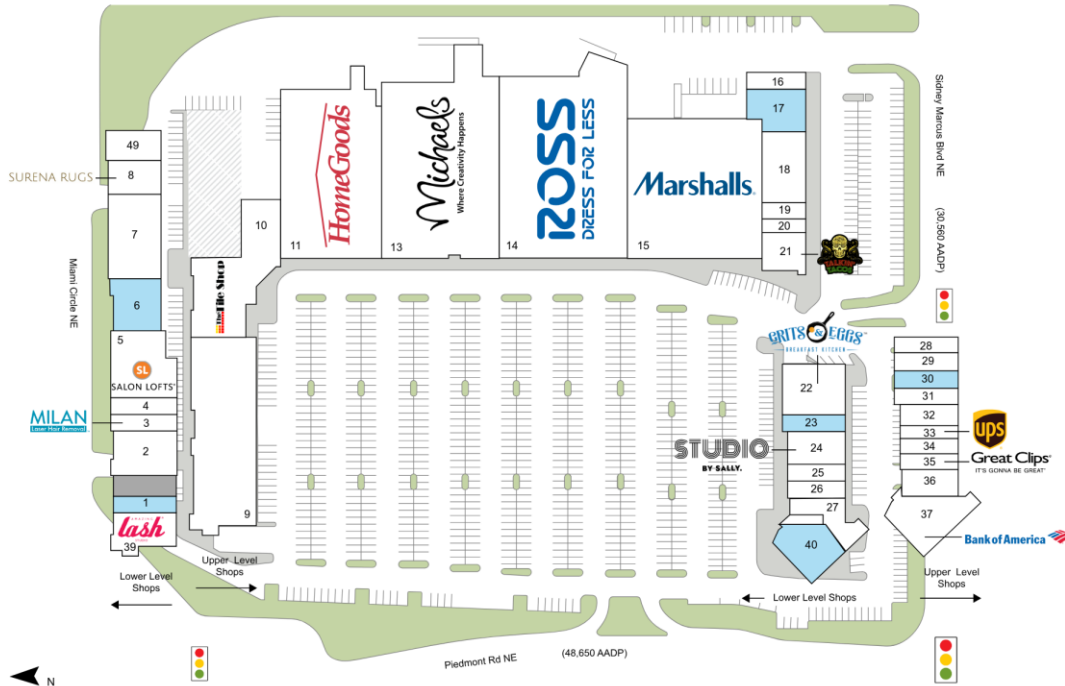 16
17
18
19
20
21
TALKING TACOS
Sidney Marcus Blvd NE
(30,560 AADP)
HomeGoods
11
Michaels
Where Creativity Happens
13
ROSS
DRESS FOR LESS
14
Marshalls
15
49
8
SURENA RUGS
7
6
5
SL
SALON LOFTS
4
3
MILAN
Laser Hair Removal
2
1
lash
39
Miami Circle NE
10
The Tile Shop
9
GRITS & EGGS
BREAKFAST KITCHEN
22
23
STUDIO
BY SALLY.
24
25
26
27
40
28
29
30
31
32
33
ups
34
35
Great Clips
IT'S GONNA BE GREAT
36
37
Bank of America
Upper Level
Shops
Lower Level
Shops
Lower Level Shops
Upper Level
Shops
Piedmont Rd NE
(48,650 AADP)
N